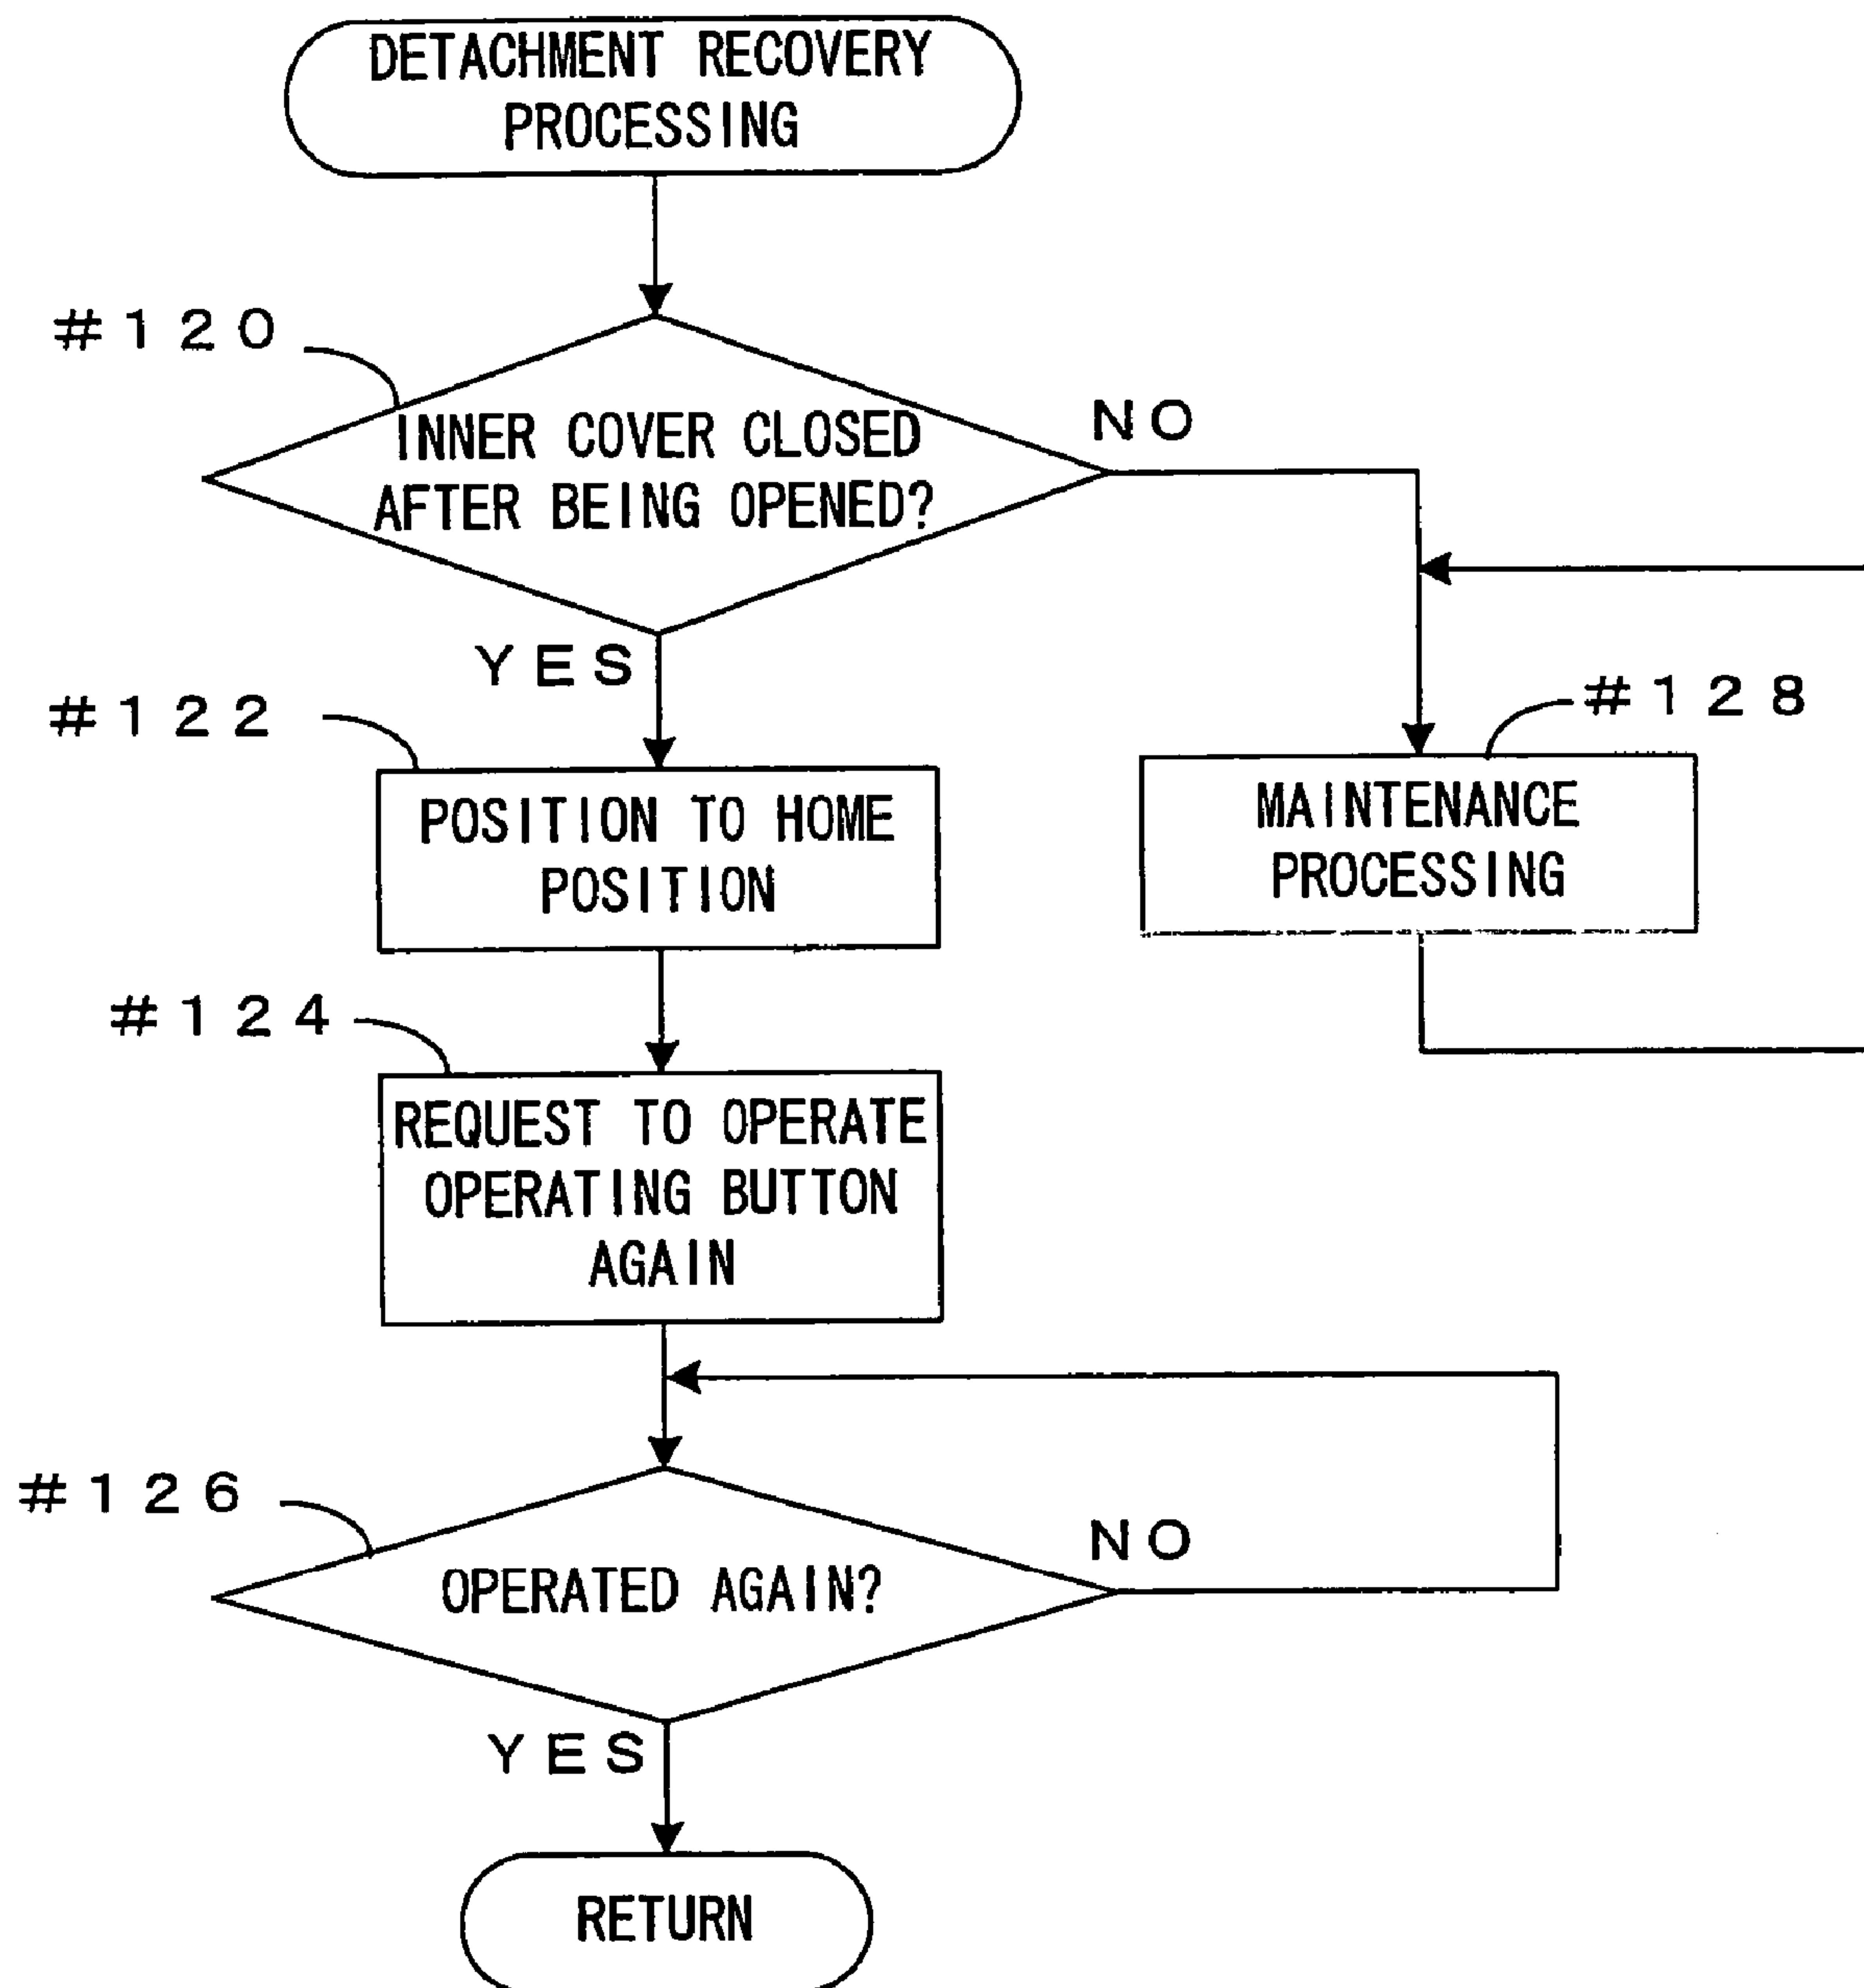 DETACHMENT RECOVERY
PROCESSING
#120
INNER COVER CLOSED
AFTER BEING OPENED?
NO
YES
#122
POSITION TO HOME
POSITION
#128
MAINTENANCE
PROCESSING
#124
REQUEST TO OPERATE
OPERATING BUTTON
AGAIN
#126
OPERATED AGAIN?
NO
YES
RETURN